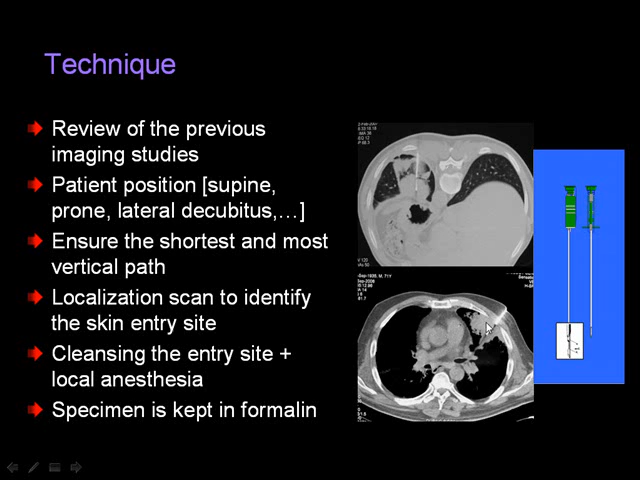 Technique
Review of the previous
imaging studies
Patient position [supine,
prone, lateral decubitus,…]
Ensure the shortest and most
vertical path
Localization scan to identify
the skin entry site
Cleansing the entry site +
local anesthesia
Specimen is kept in formalin